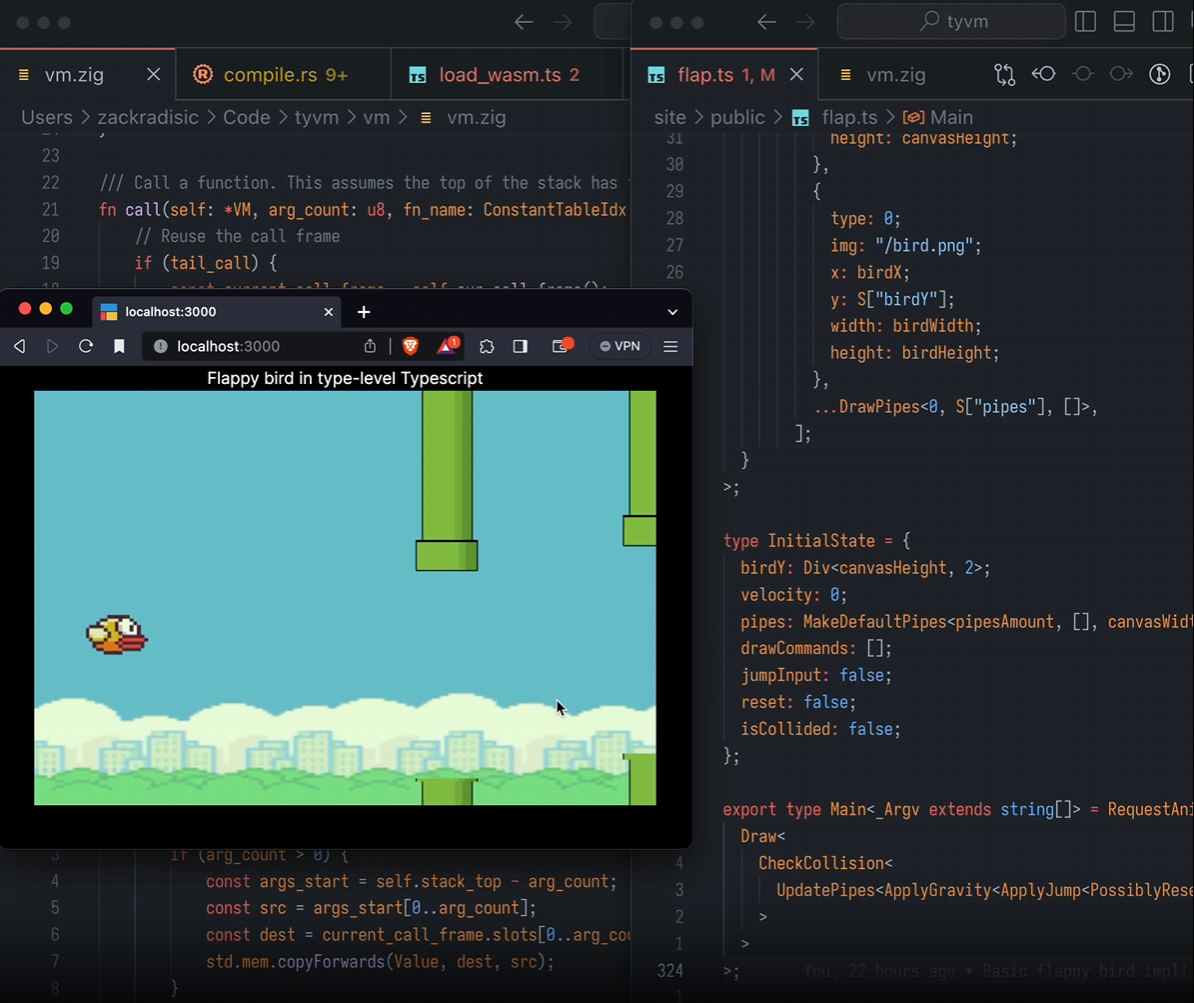 tyvm
vm.zig
compile.rs 9+
load_wasm.ts 2
Users > zackradisic > Code > tyvm > vm > vm.zig
23
22 /// Call a function. This assumes the top of the stack has
21 fn call(self: *VM, arg_count: u8, fn_name: ConstantTableIdx
20 // Reuse the call frame
19 if (tail_call) {
localhost:3000
localhost:3000
1
VPN
Flappy bird in type-level Typescript
3 if (arg_count > 0) {
4 const args_start = self.stack_top - arg_count;
5 const src = args_start[0..arg_count];
6 const dest = current_call_frame.slots[0..arg_cou
7 std.mem.copyForwards(Value, dest, src);
8 }
flap.ts 1, M
vm.zig
site > public > flap.ts > Main
31 height: canvasHeight;
30 },
29 {
28 type: 0;
27 img: "/bird.png";
26 x: birdX;
y: S["birdY"];
width: birdWidth;
height: birdHeight;
},
...DrawPipes<0, S["pipes"], []>,
];
}
>;
type InitialState = {
birdY: Div<canvasHeight, 2>;
velocity: 0;
pipes: MakeDefaultPipes<pipesAmount, [], canvasWidt
drawCommands: [];
jumpInput: false;
reset: false;
isCollided: false;
};
export type Main<_Argv extends string[]> = RequestAni
Draw<
4 CheckCollision<
3 UpdatePipes<ApplyGravity<ApplyJump<PossiblyRese
2 >
1 >
324 >; You, 22 hours ago • Basic flappy bird impl!
1